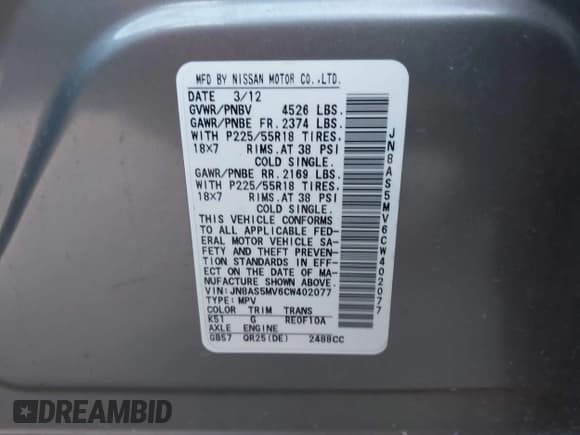 MFD BY NISSAN MOTOR CO.,LTD.
DATE 3/12
GVWR/PNBV 4526 LBS.
GAWR/PNBE FR.2374 LBS.
WITH P225/55R18 TIRES.
18×7 RIMS.AT 38 PSI
COLD SINGLE.
GAWR/PNBE RR.2169 LBS.
WITH P225/55R18 TIRES.
18×7 RIMS.AT 38 PSI
COLD SINGLE.
THIS VEHICLE CONFORMS
TO ALL APPLICABLE FED-
ERAL MOTOR VEHICLE SA-
FETY AND THEFT PREVEN-
TION STANDARDS IN EFF-
ECT ON THE DATE OF MA-
NUFACTURE SHOWN ABOVE
VIN:JN8AS5MV6CW402077
TYPE:MPV
COLOR TRIM TRANS
K51 G RE0F10A
AXLE ENGINE
GB57 QR25(DE) 2488CC
JN8AS5MV6CW402077
DREAMBID